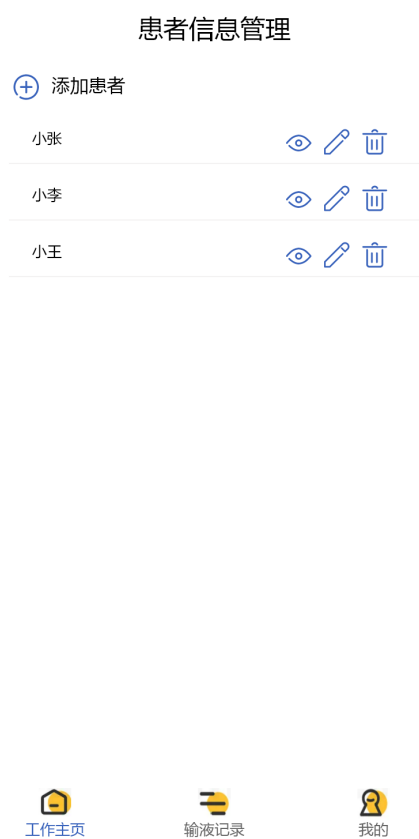 患者信息管理
添加患者
小张
小李
小王
工作主页
输液记录
我的